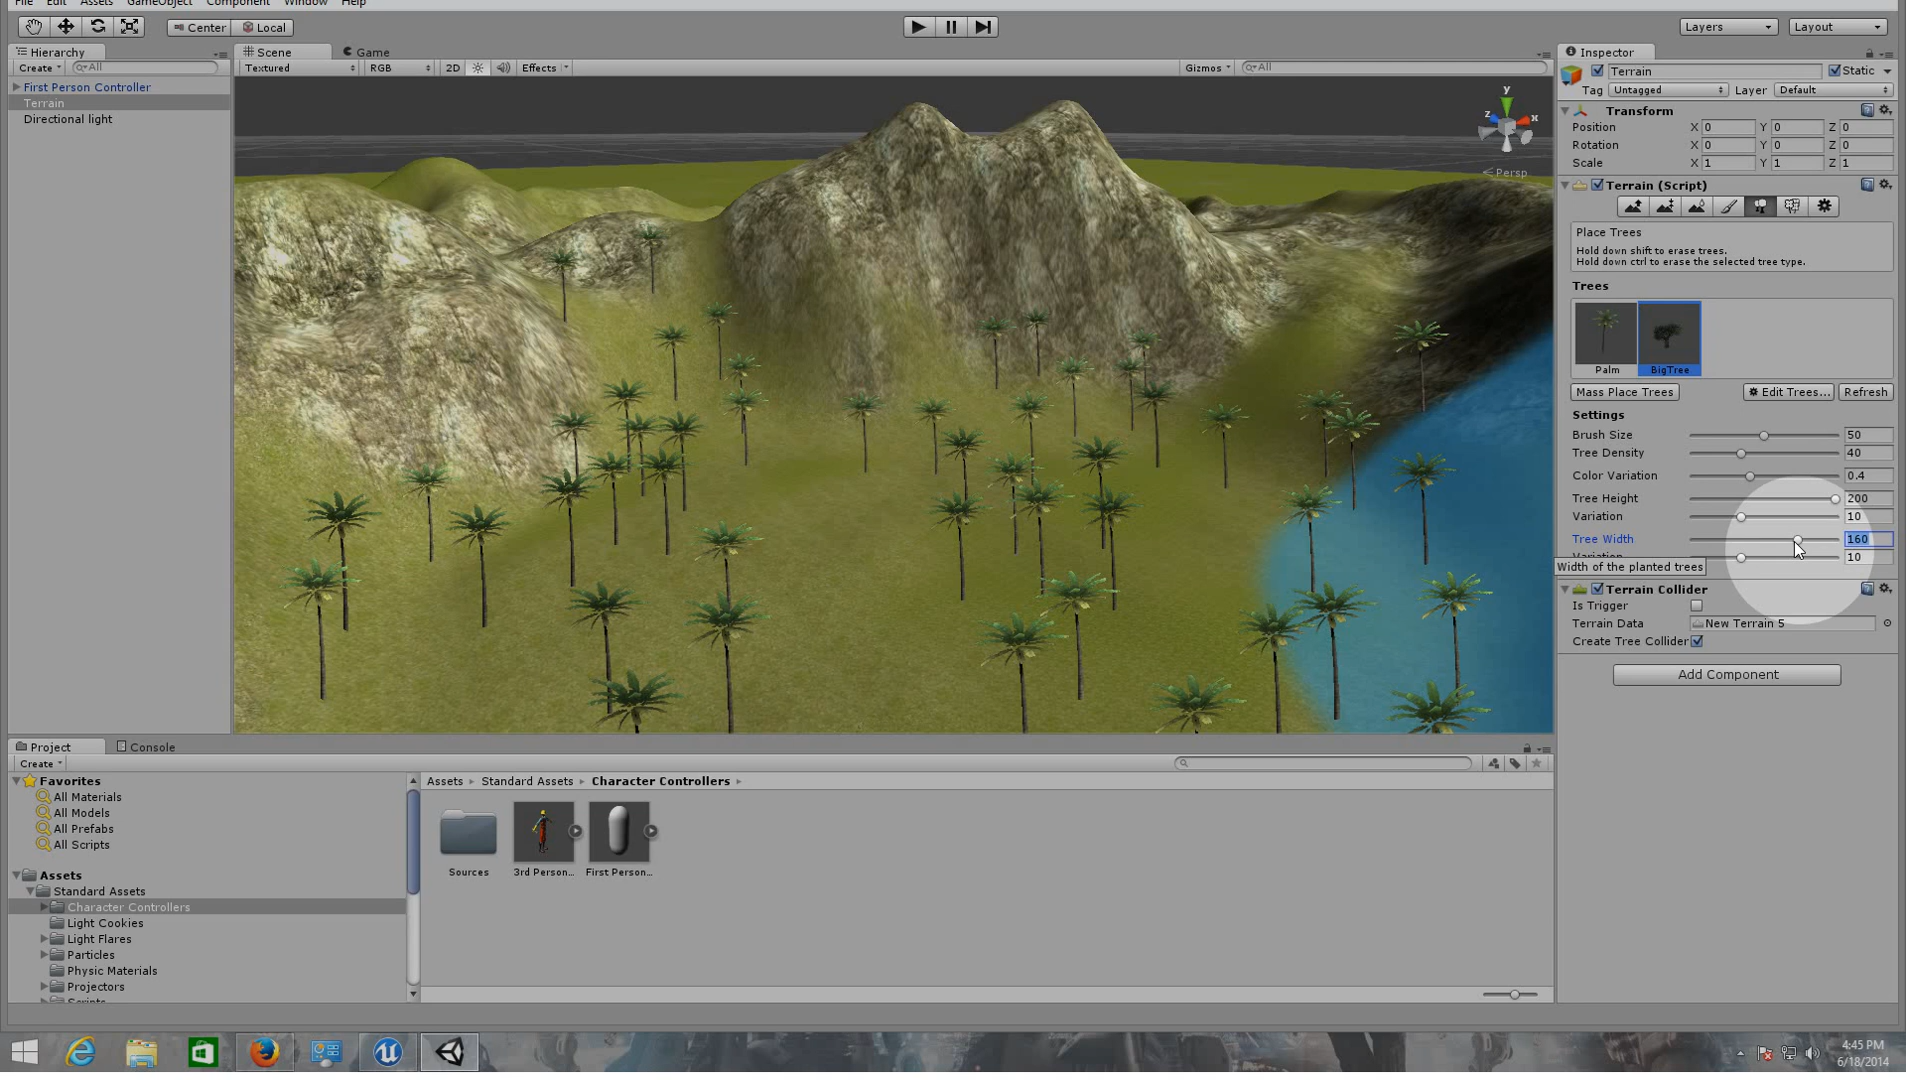 File Edit Assets GameObject Component Window Help
Center Local Layers Layout
Hierarchy
Create All
First Person Controller
Terrain
Directional light
Scene Game
Textured RGB 2D Effects Gizmos All
y
z x
Persp
Inspector
Terrain Static
Tag Untagged Layer Default
Transform
Position X 0 Y 0 Z 0
Rotation X 0 Y 0 Z 0
Scale X 1 Y 1 Z 1
Terrain (Script)
Place Trees
Hold down shift to erase trees.
Hold down ctrl to erase the selected tree type.
Trees
Palm BigTree
Mass Place Trees Edit Trees... Refresh
Settings
Brush Size 50
Tree Density 40
Color Variation 0.4
Tree Height 200
Variation 10
Tree Width 160
Variation 10
Width of the planted trees
Terrain Collider
Is Trigger
Terrain Data New Terrain 5
Create Tree Collider
Add Component
Project Console
Create
Favorites
All Materials
All Models
All Prefabs
All Scripts
Assets
Standard Assets
Character Controllers
Light Cookies
Light Flares
Particles
Physic Materials
Projectors
Scripts
Assets Standard Assets Character Controllers
Sources 3rd Person... First Person...
4:45 PM
6/18/2014